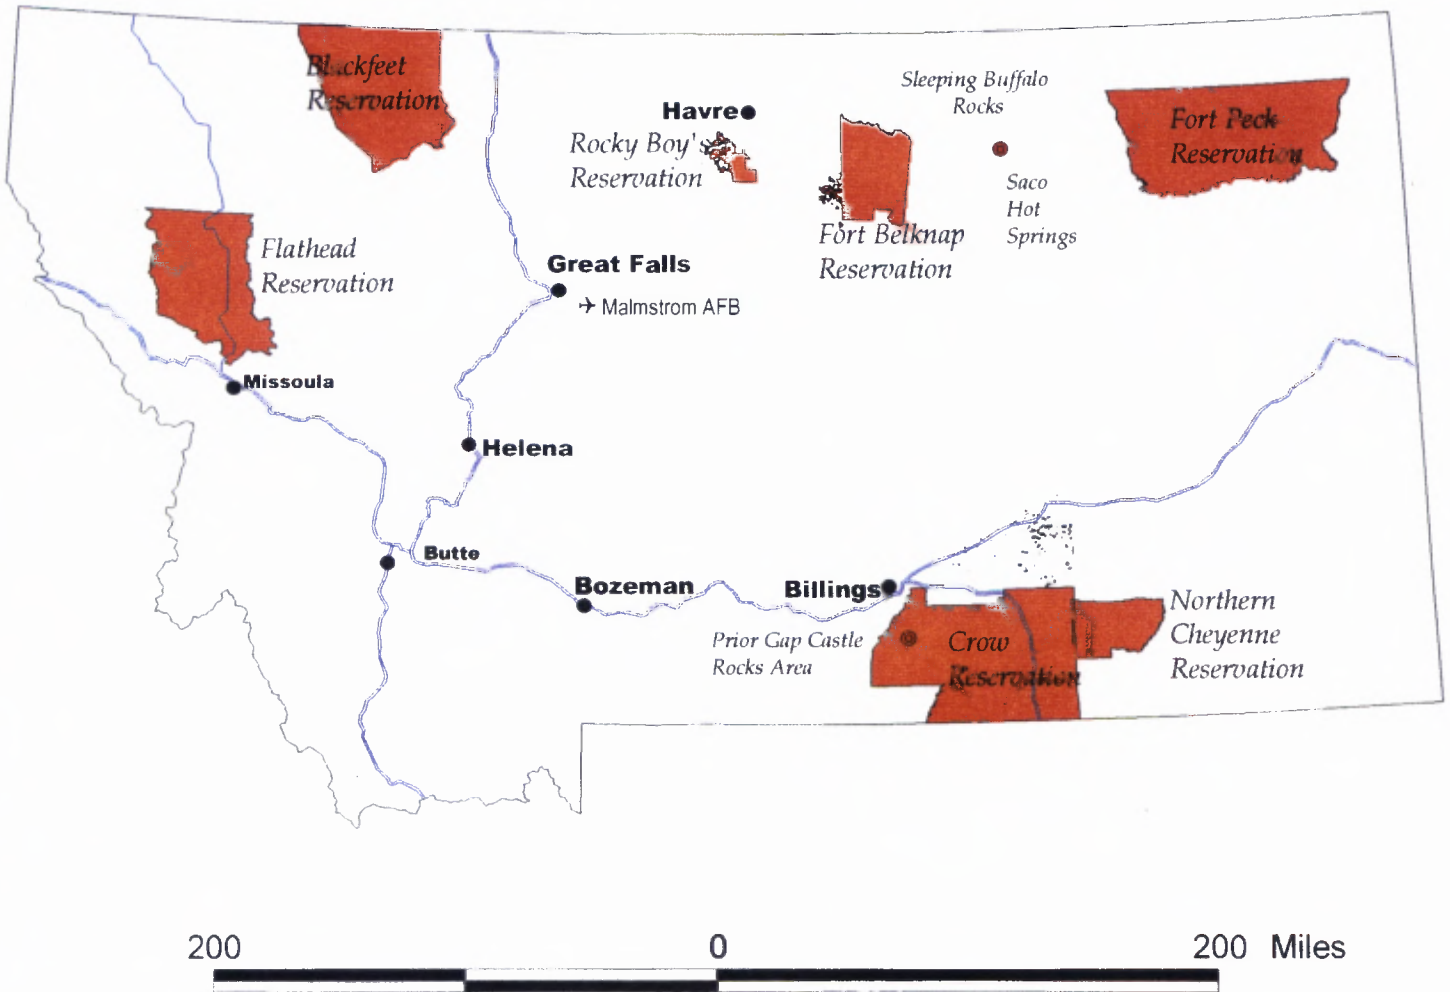 Blackfeet
Reservation
Sleeping Buffalo
Rocks
Havre
Rocky Boy's
Reservation
Fort Peck
Reservation
Saco
Hot
Springs
Fort Belknap
Reservation
Flathead
Reservation
Great Falls
Malmstrom AFB
Missoula
Helena
Butte
Bozeman
Billings
Prior Gap Castle
Rocks Area
Crow
Reservation
Northern
Cheyenne
Reservation
200 0 200 Miles